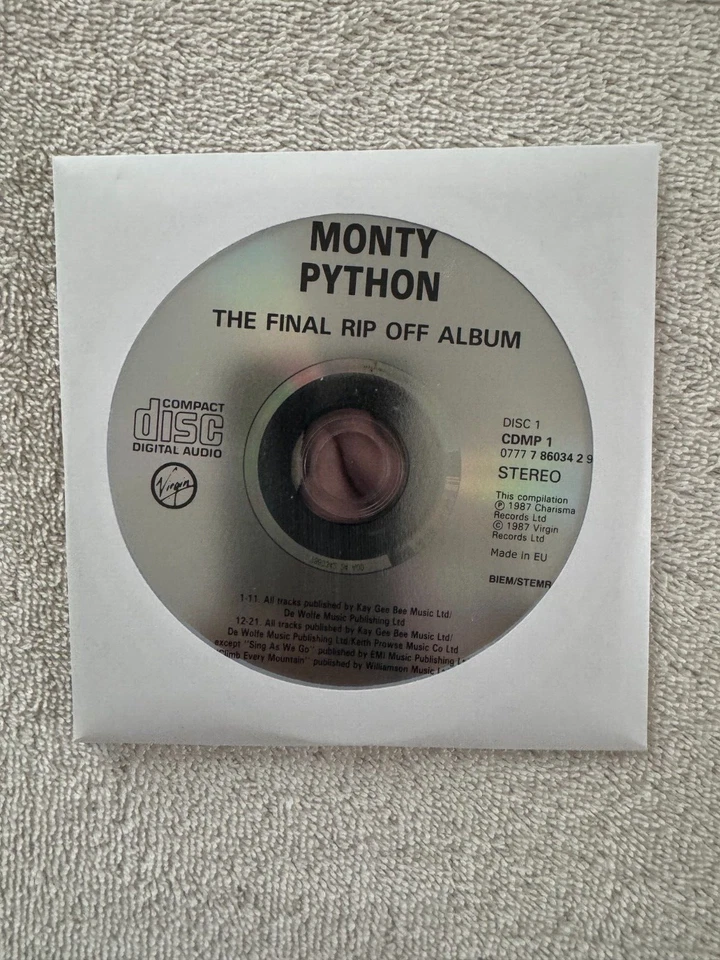 MONTY
PYTHON
THE FINAL RIP OFF ALBUM
COMPACT
disc
DIGITAL AUDIO
Virgin
DISC 1
CDMP 1
0777 7 86034 2 9
STEREO
This compilation
Ⓟ 1987 Charisma
Records Ltd
© 1987 Virgin
Records Ltd
Made in EU
BIEM/STEMR
1-11. All tracks published by Kay Gee Bee Music Ltd/
De Wolfe Music Publishing Ltd
12-21. All tracks published by Kay Gee Bee Music Ltd/
De Wolfe Music Publishing Ltd/Keith Prowse Music Co Ltd
except "Sing As We Go" published by EMI Music Publishing L
Climb Every Mountain" published by Williamson Music L